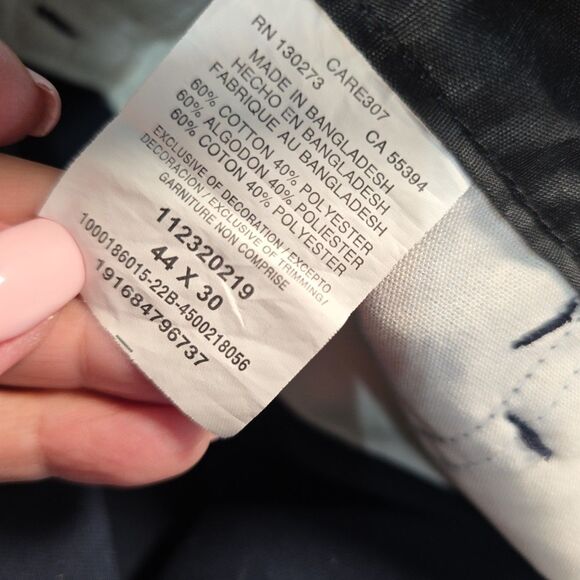 CARE307
RN 130273 CA 55394
MADE IN BANGLADESH
HECHO EN BANGLADESH
FABRIQUE AU BANGLADESH
60% COTTON 40% POLYESTER
60% ALGODON 40% POLIESTER
60% COTON 40% POLYESTER
EXCLUSIVE OF DECORATION/EXCEPTO
DECORACION/EXCLUSIVE OF TRIMMING/
GARNITURE NON COMPRISE
112320219
44 X 30
1000186015-22B-4500218056
191684796737